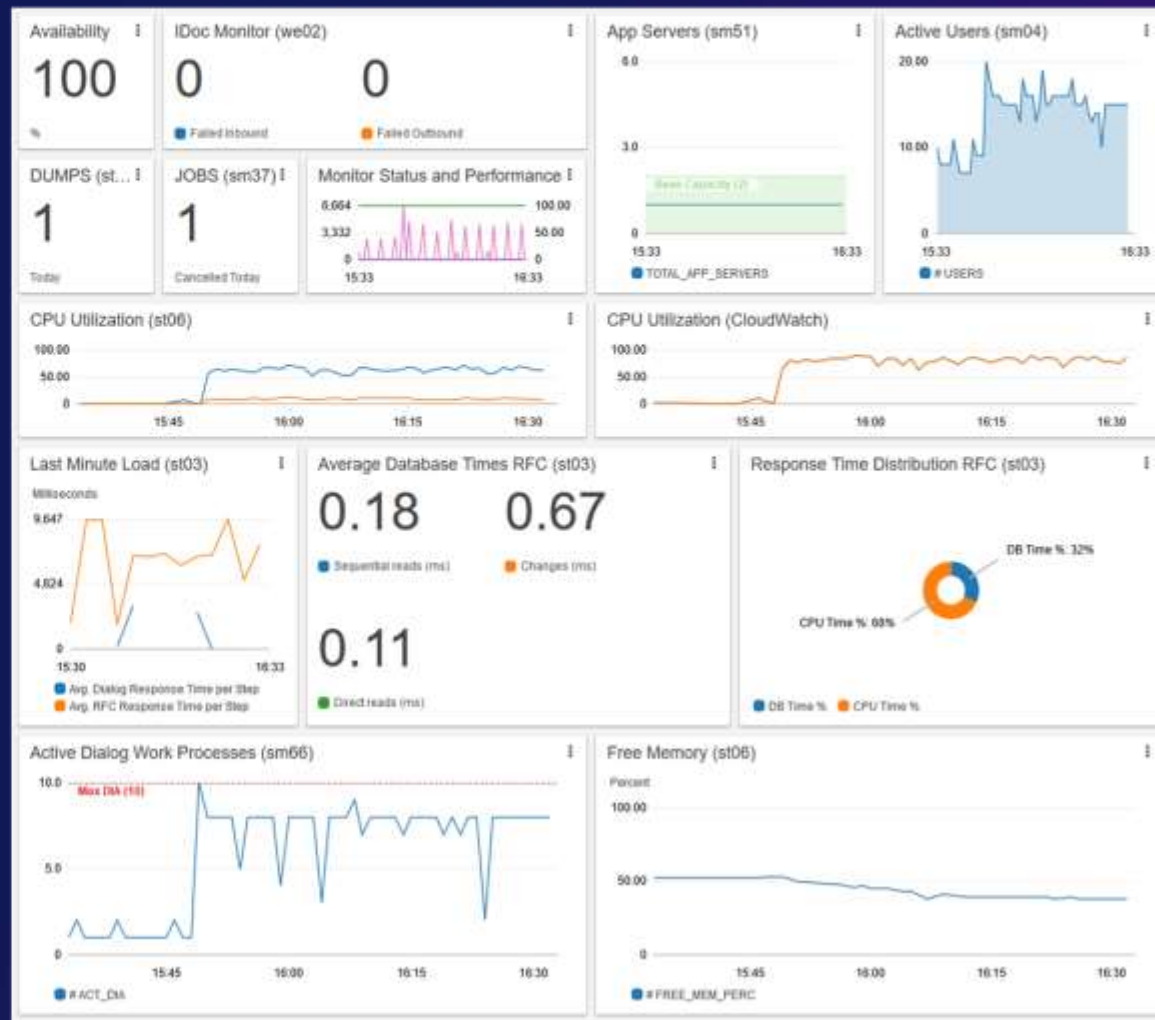 Availability
100
%
IDoc Monitor (we02)
0 0
Failed Inbound Failed Outbound
App Servers (sm51)
6.0
3.0
Base Capacity (2)
0
15:33 16:33
TOTAL_APP_SERVERS
Active Users (sm04)
20.00
10.00
0
15:33 16:33
# USERS
DUMPS (st...
1
Today
JOBS (sm37)
1
Cancelled Today
Monitor Status and Performance
6,664 100.00
3,332 50.00
0 0
15:33 16:33
CPU Utilization (st06)
100.00
50.00
0
15:45 16:00 16:15 16:30
CPU Utilization (CloudWatch)
100.00
50.00
0
15:45 16:00 16:15 16:30
Last Minute Load (st03)
Milliseconds
9,647
4,824
0
15:30 16:33
Avg. Dialog Response Time per Step
Avg. RFC Response Time per Step
Average Database Times RFC (st03)
0.18 0.67
Sequential reads (ms) Changes (ms)
0.11
Direct reads (ms)
Response Time Distribution RFC (st03)
DB Time %: 32%
CPU Time %: 68%
DB Time % CPU Time %
Active Dialog Work Processes (sm66)
10.0
Max DIA (10)
5.0
0
15:45 16:00 16:15 16:30
# ACT_DIA
Free Memory (st06)
Percent
100.00
50.00
0
15:45 16:00 16:15 16:30
# FREE_MEM_PERC